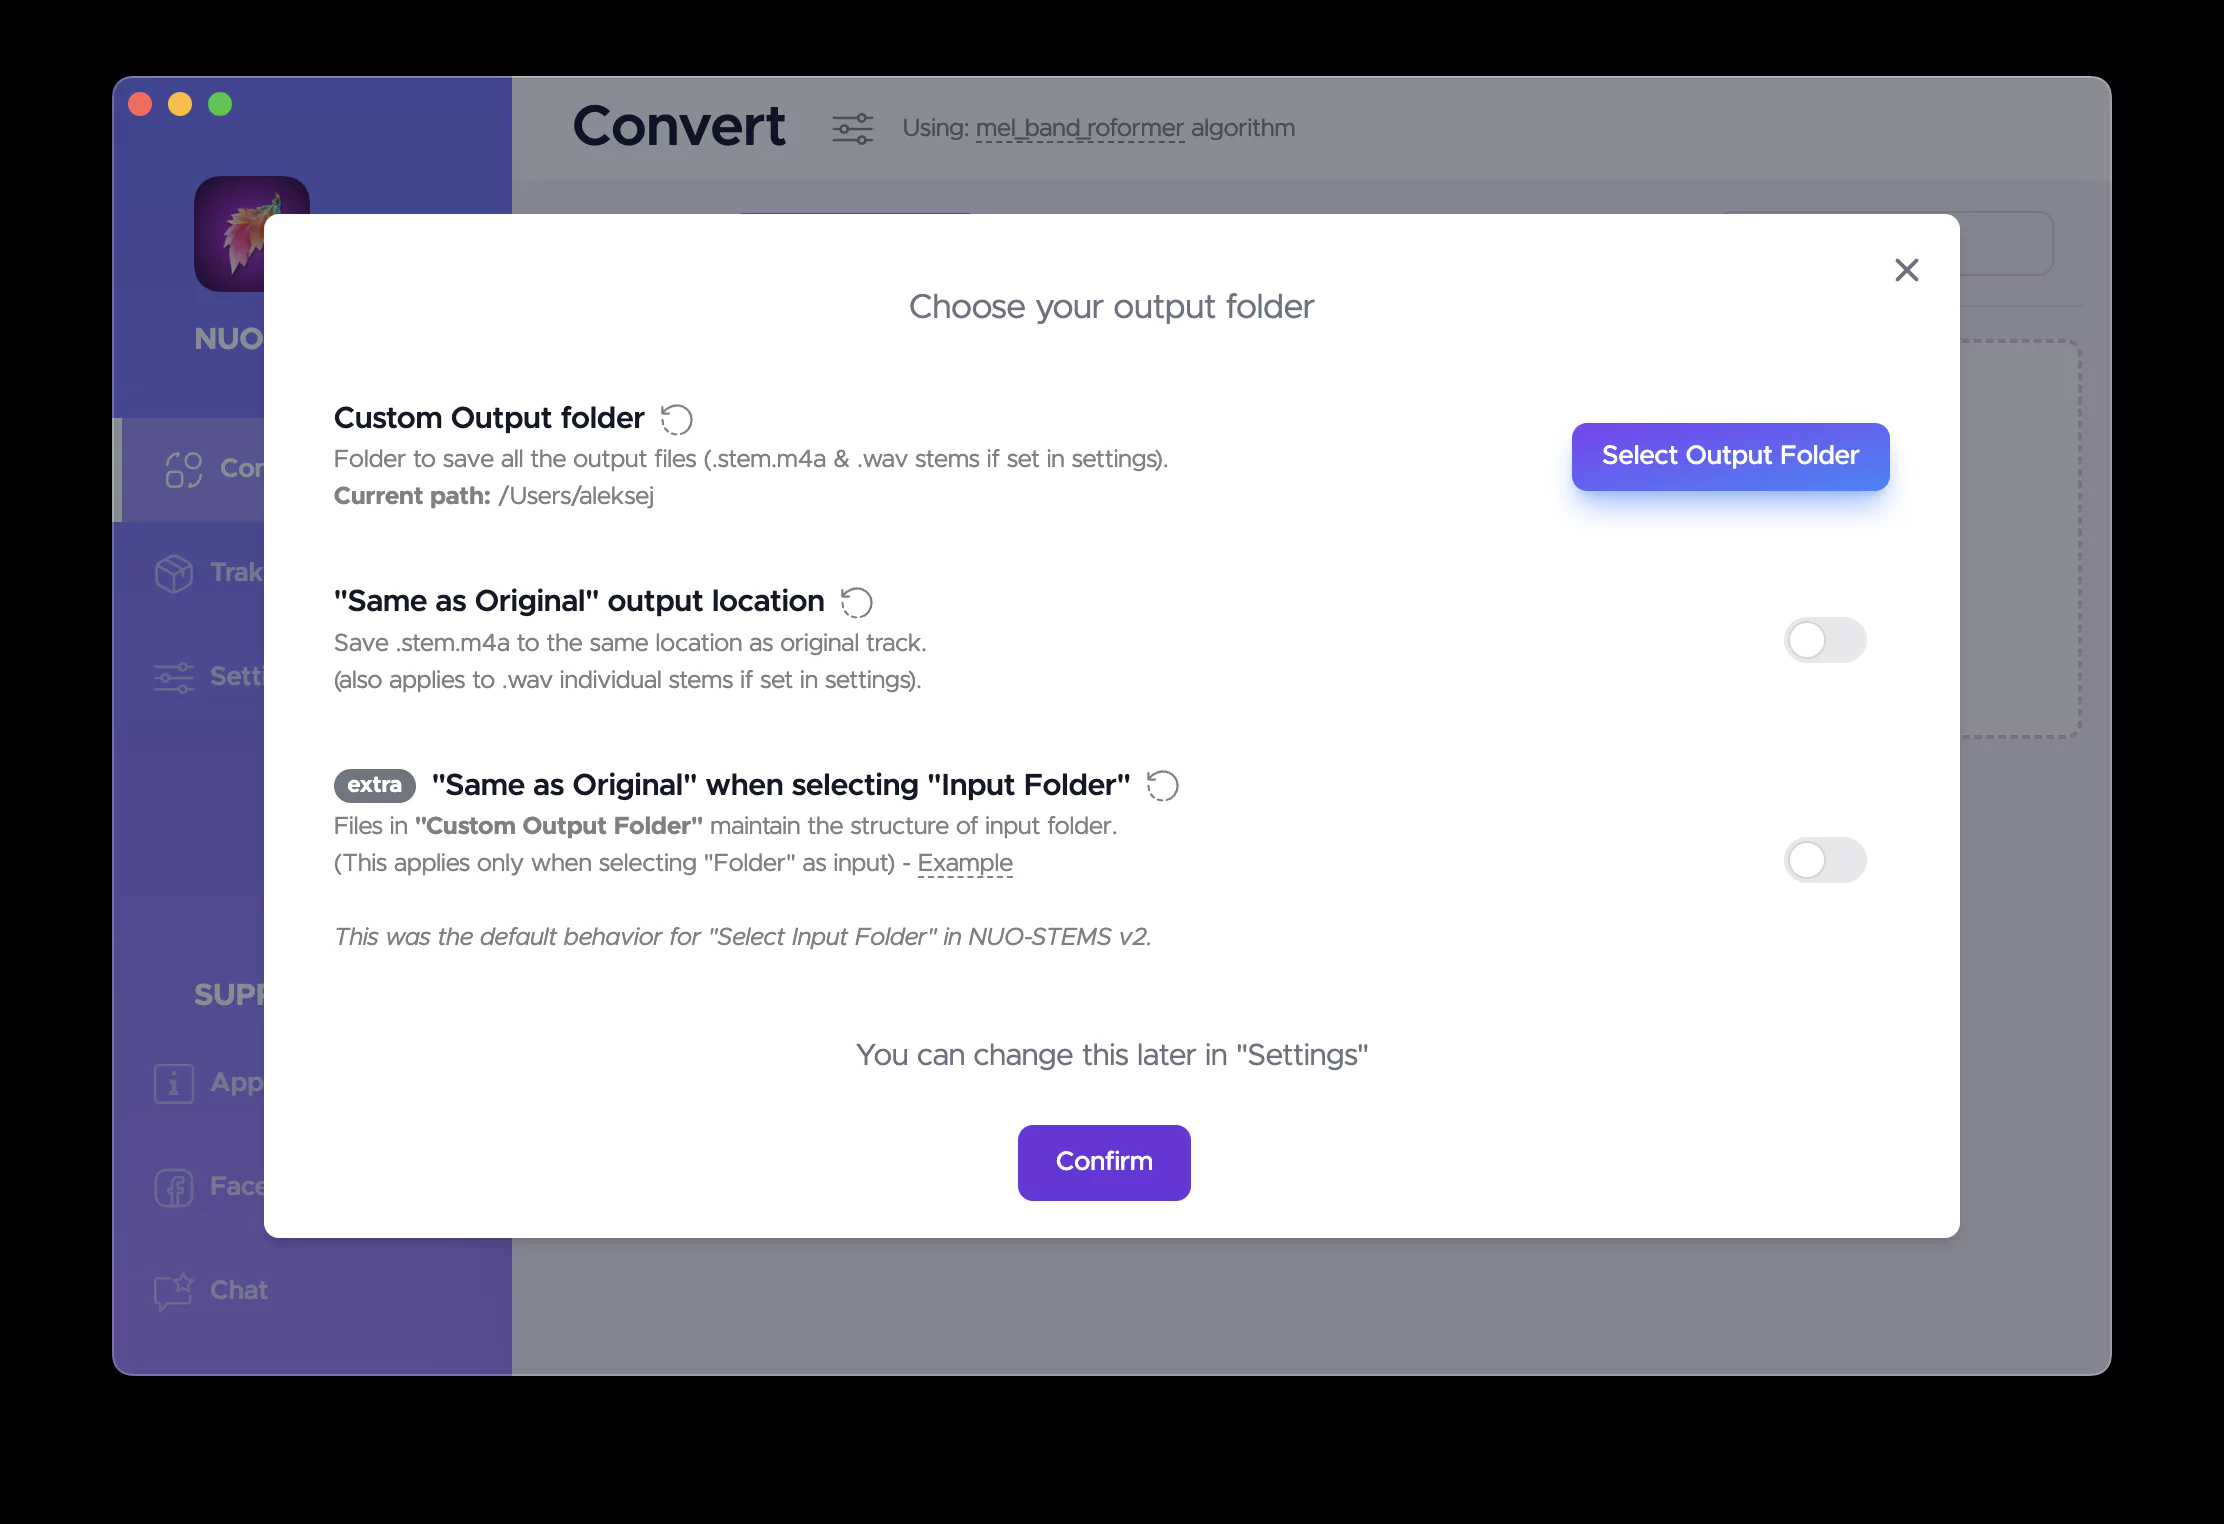 Convert
Using: mel_band_roformer algorithm
NUO
Choose your output folder
Custom Output folder
Folder to save all the output files (.stem.m4a & .wav stems if set in settings).
Current path: /Users/aleksej
Select Output Folder
"Same as Original" output location
Save .stem.m4a to the same location as original track.
(also applies to .wav individual stems if set in settings).
extra "Same as Original" when selecting "Input Folder"
Files in "Custom Output Folder" maintain the structure of input folder.
(This applies only when selecting "Folder" as input) - Example
This was the default behavior for "Select Input Folder" in NUO-STEMS v2.
You can change this later in "Settings"
Confirm
Con
Trak
Setti
SUPP
App
Face
Chat